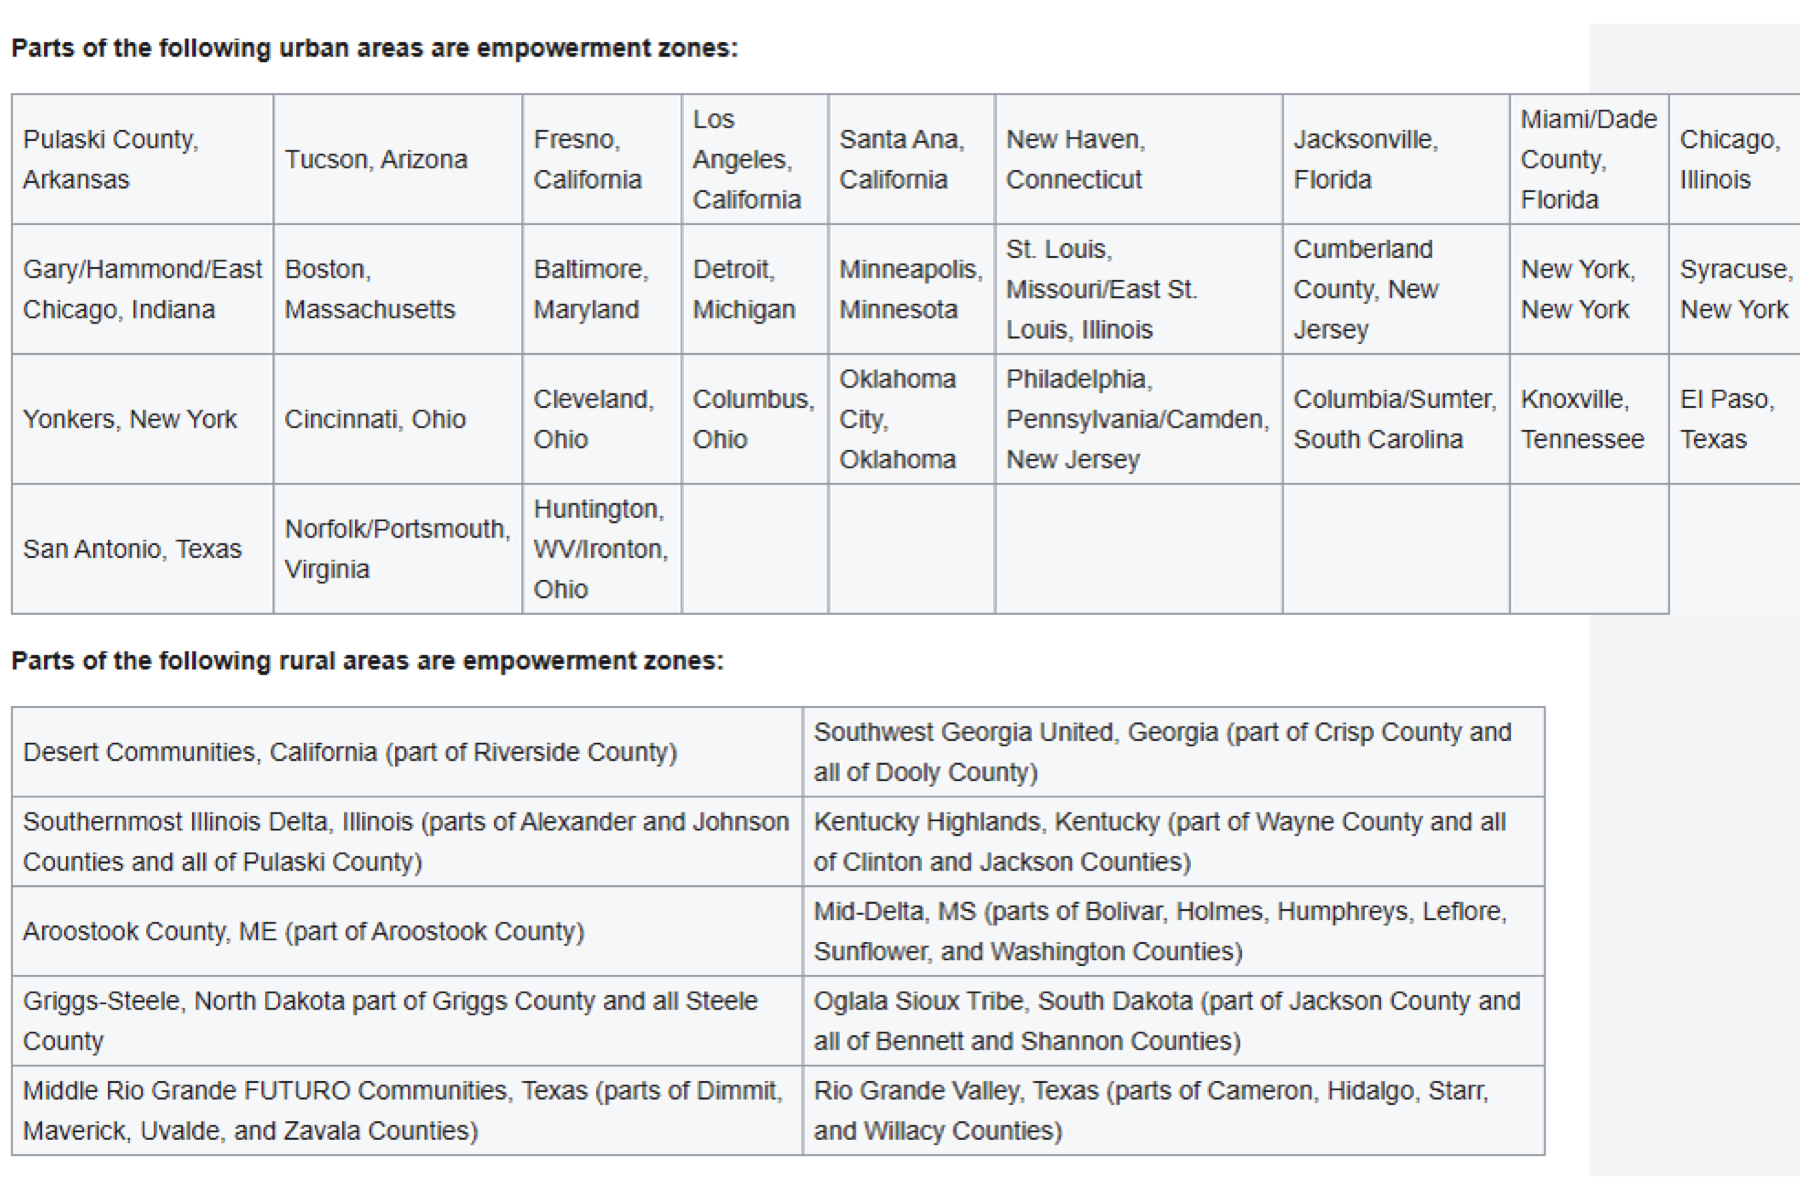 Parts of the following urban areas are empowerment zones:
Pulaski County,
Arkansas
Tucson, Arizona
Fresno,
California
Los
Angeles,
California
Santa Ana,
California
New Haven,
Connecticut
Jacksonville,
Florida
Miami/Dade
County,
Florida
Chicago,
Illinois
Gary/Hammond/East
Chicago, Indiana
Boston,
Massachusetts
Baltimore,
Maryland
Detroit,
Michigan
Minneapolis,
Minnesota
St. Louis,
Missouri/East St.
Louis, Illinois
Cumberland
County, New
Jersey
New York,
New York
Syracuse,
New York
Yonkers, New York
Cincinnati, Ohio
Cleveland,
Ohio
Columbus,
Ohio
Oklahoma
City,
Oklahoma
Philadelphia,
Pennsylvania/Camden,
New Jersey
Columbia/Sumter,
South Carolina
Knoxville,
Tennessee
El Paso,
Texas
San Antonio, Texas
Norfolk/Portsmouth,
Virginia
Huntington,
WV/Ironton,
Ohio
Parts of the following rural areas are empowerment zones:
Desert Communities, California (part of Riverside County)
Southwest Georgia United, Georgia (part of Crisp County and
all of Dooly County)
Southernmost Illinois Delta, Illinois (parts of Alexander and Johnson
Counties and all of Pulaski County)
Kentucky Highlands, Kentucky (part of Wayne County and all
of Clinton and Jackson Counties)
Aroostook County, ME (part of Aroostook County)
Mid-Delta, MS (parts of Bolivar, Holmes, Humphreys, Leflore,
Sunflower, and Washington Counties)
Griggs-Steele, North Dakota part of Griggs County and all Steele
County
Oglala Sioux Tribe, South Dakota (part of Jackson County and
all of Bennett and Shannon Counties)
Middle Rio Grande FUTURO Communities, Texas (parts of Dimmit,
Maverick, Uvalde, and Zavala Counties)
Rio Grande Valley, Texas (parts of Cameron, Hidalgo, Starr,
and Willacy Counties)